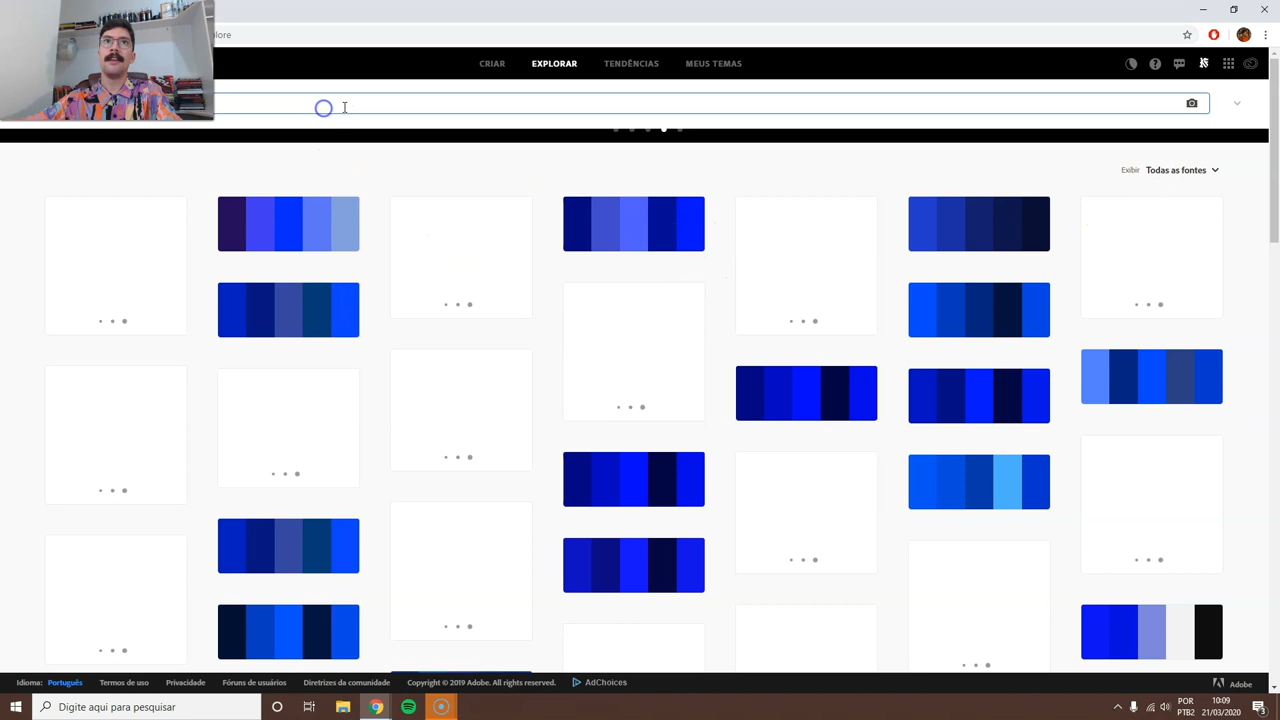 lore
CRIAR EXPLORAR TENDÊNCIAS MEUS TEMAS
Exibir Todas as fontes
Idioma: Português Termos de uso Privacidade Fóruns de usuários Diretrizes da comunidade Copyright © 2019 Adobe. All rights reserved. AdChoices Adobe
Digite aqui para pesquisar
POR
PTB2
10:09
21/03/2020
3